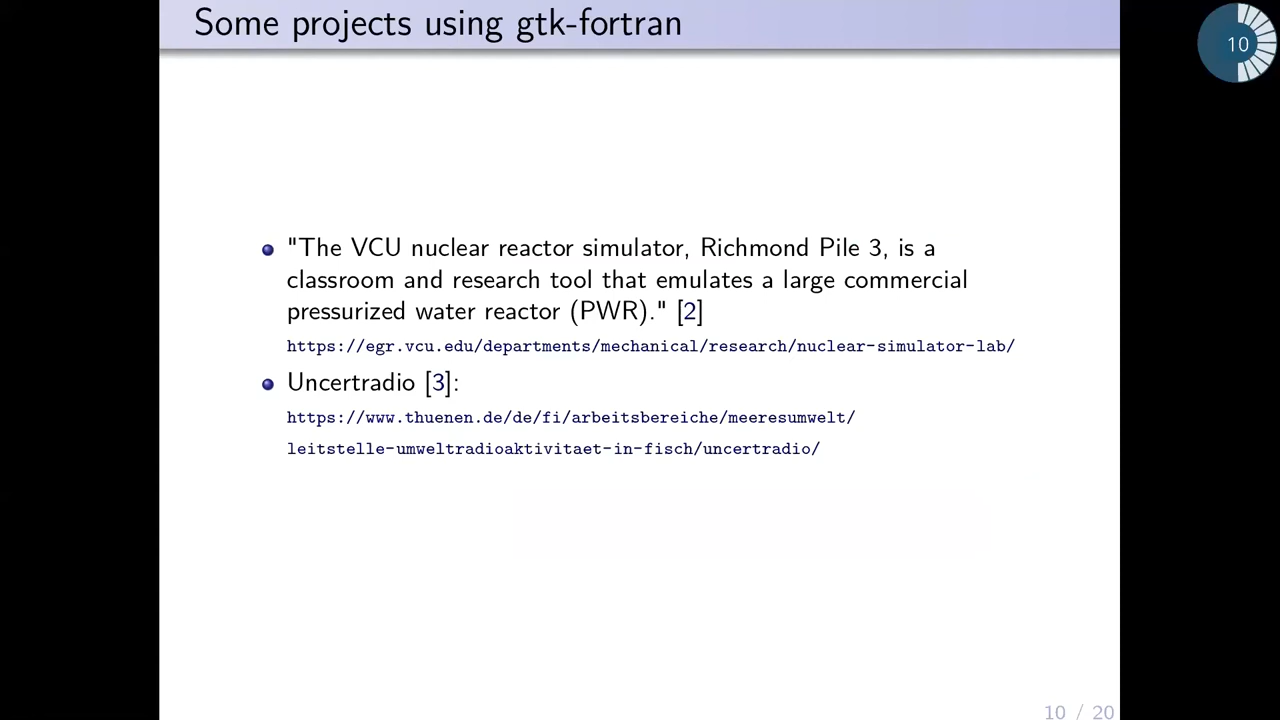 Some projects using gtk-fortran
10
"The VCU nuclear reactor simulator, Richmond Pile 3, is a
classroom and research tool that emulates a large commercial
pressurized water reactor (PWR)." [2]
https://egr.vcu.edu/departments/mechanical/research/nuclear-simulator-lab/
Uncertradio [3]:
https://www.thuenen.de/de/fi/arbeitsbereiche/meeresumwelt/
leitstelle-umweltradioaktivitaet-in-fisch/uncertradio/
10 / 20